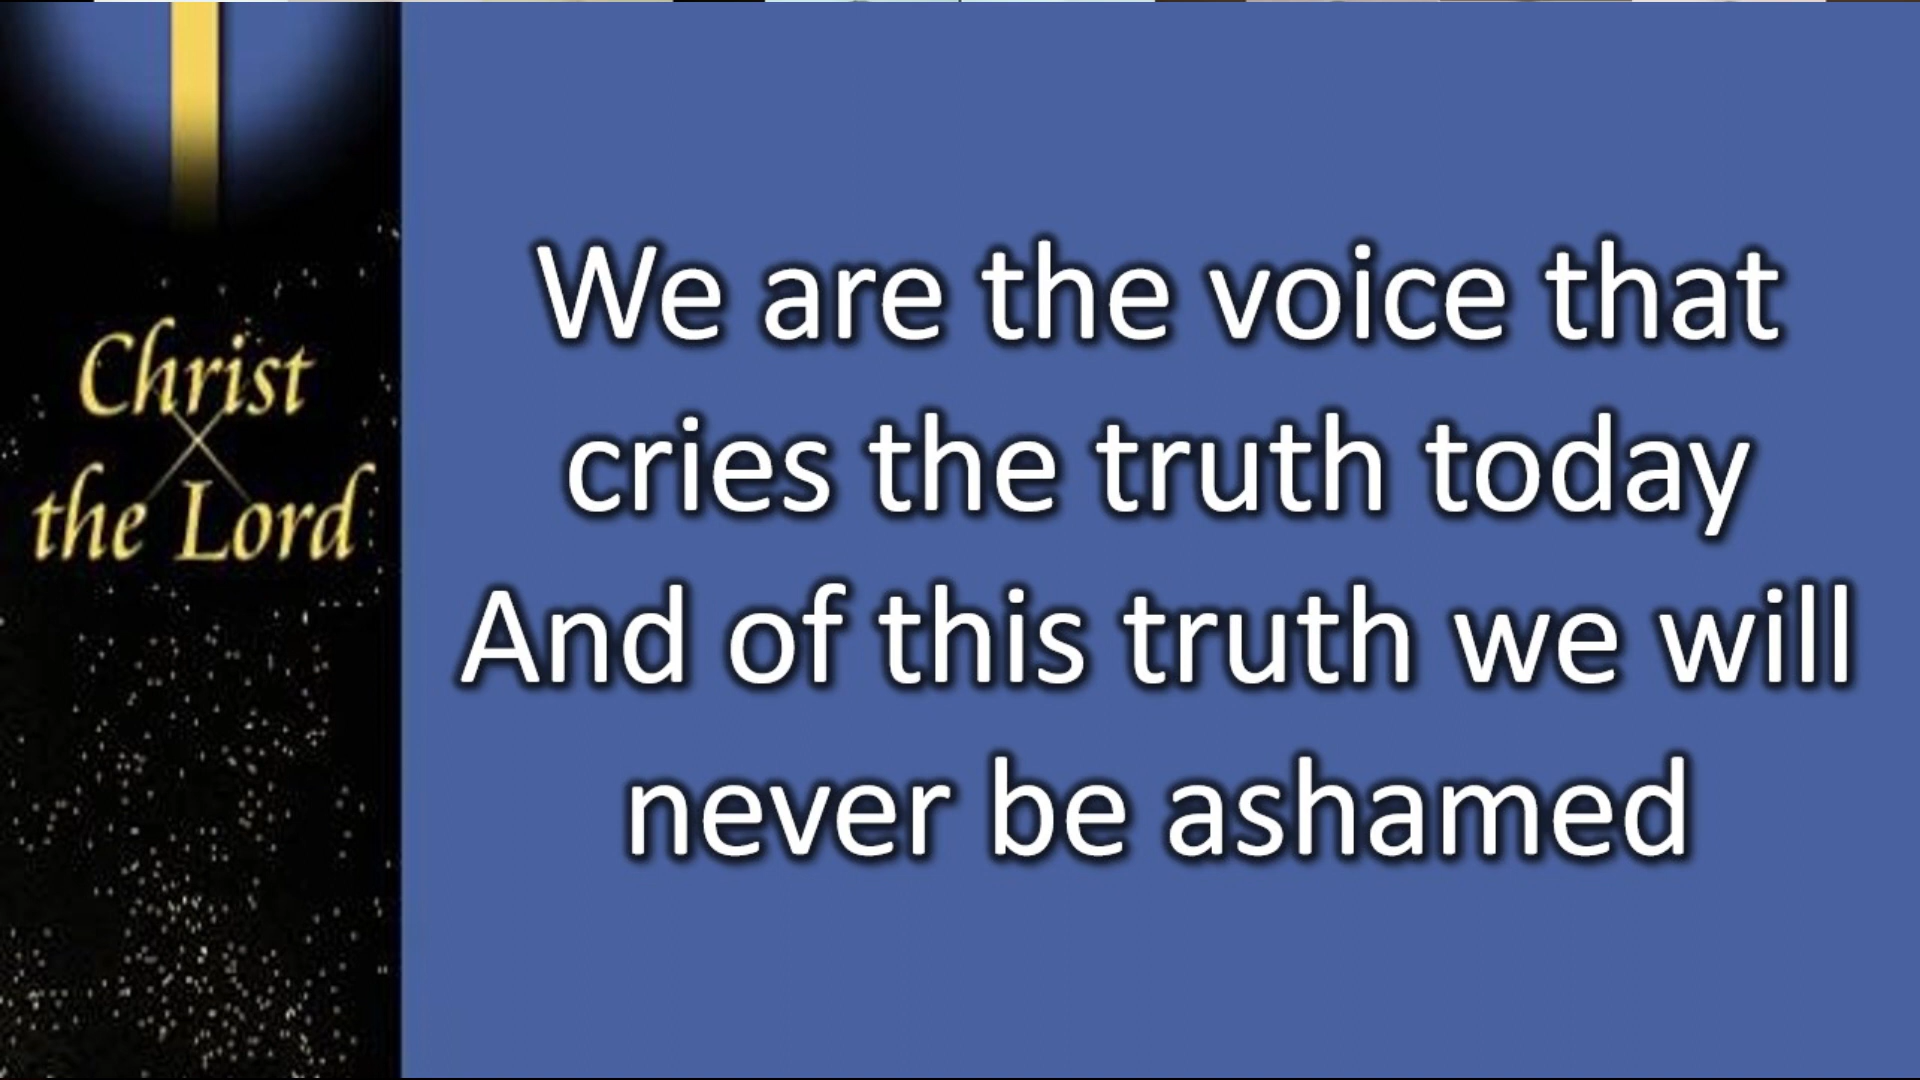 Christ
the Lord
We are the voice that
cries the truth today
And of this truth we will
never be ashamed